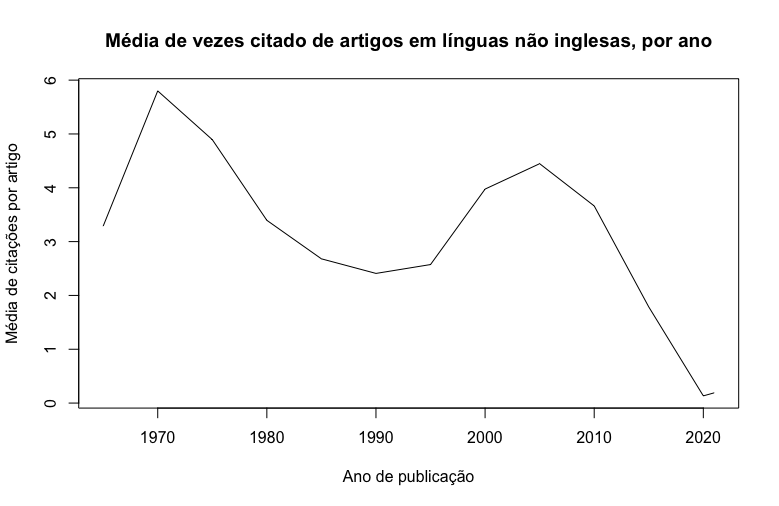 Média de vezes citado de artigos em línguas não inglesas, por ano
Média de citações por artigo
6
5
4
3
2
1
0
1970 1980 1990 2000 2010 2020
Ano de publicação